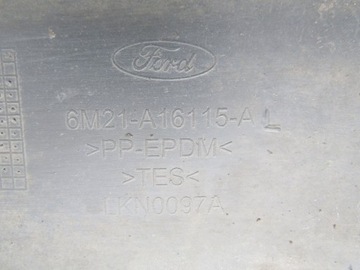 Ford
6M21-A16115-A L
>PP-EPDM<
>TES<
LKN0097A